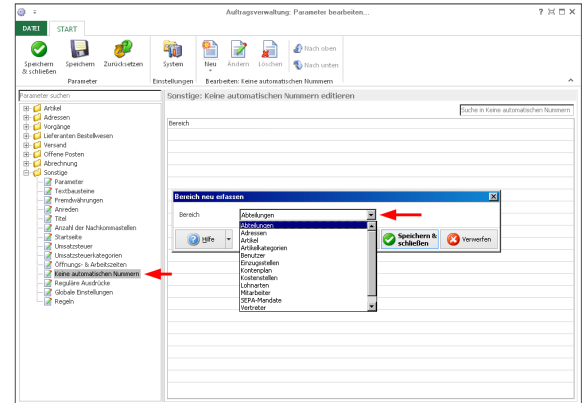 Auftragsverwaltung: Parameter bearbeiten...
DATEI START
Speichern & schließen
Speichern
Zurücksetzen
System
Neu
Ändern
Löschen
Nach oben
Nach unten
Parameter
Einstellungen
Bearbeiten: Keine automatischen Nummern
Parameter suchen
Artikel
Adressen
Vorgänge
Lieferanten Bestellwesen
Versand
Offene Posten
Abrechnung
Sonstige
Parameter
Textbausteine
Fremdwährungen
Anreden
Titel
Anzahl der Nachkommastellen
Startseite
Umsatzsteuer
Umsatzsteuerkategorien
Öffnungs- & Arbeitszeiten
Keine automatischen Nummern
Reguläre Ausdrücke
Globale Einstellungen
Regeln
Sonstige: Keine automatischen Nummern editieren
Suche in Keine automatischen Nummern
Bereich
Bereich neu erfassen
Bereich
Abteilungen
Abteilungen
Adressen
Artikel
Artikelkategorien
Benutzer
Einzugsstellen
Kontenplan
Kostenstellen
Lohnarten
Mitarbeiter
SEPA-Mandate
Vertreter
Hilfe
Speichern & schließen
Verwerfen